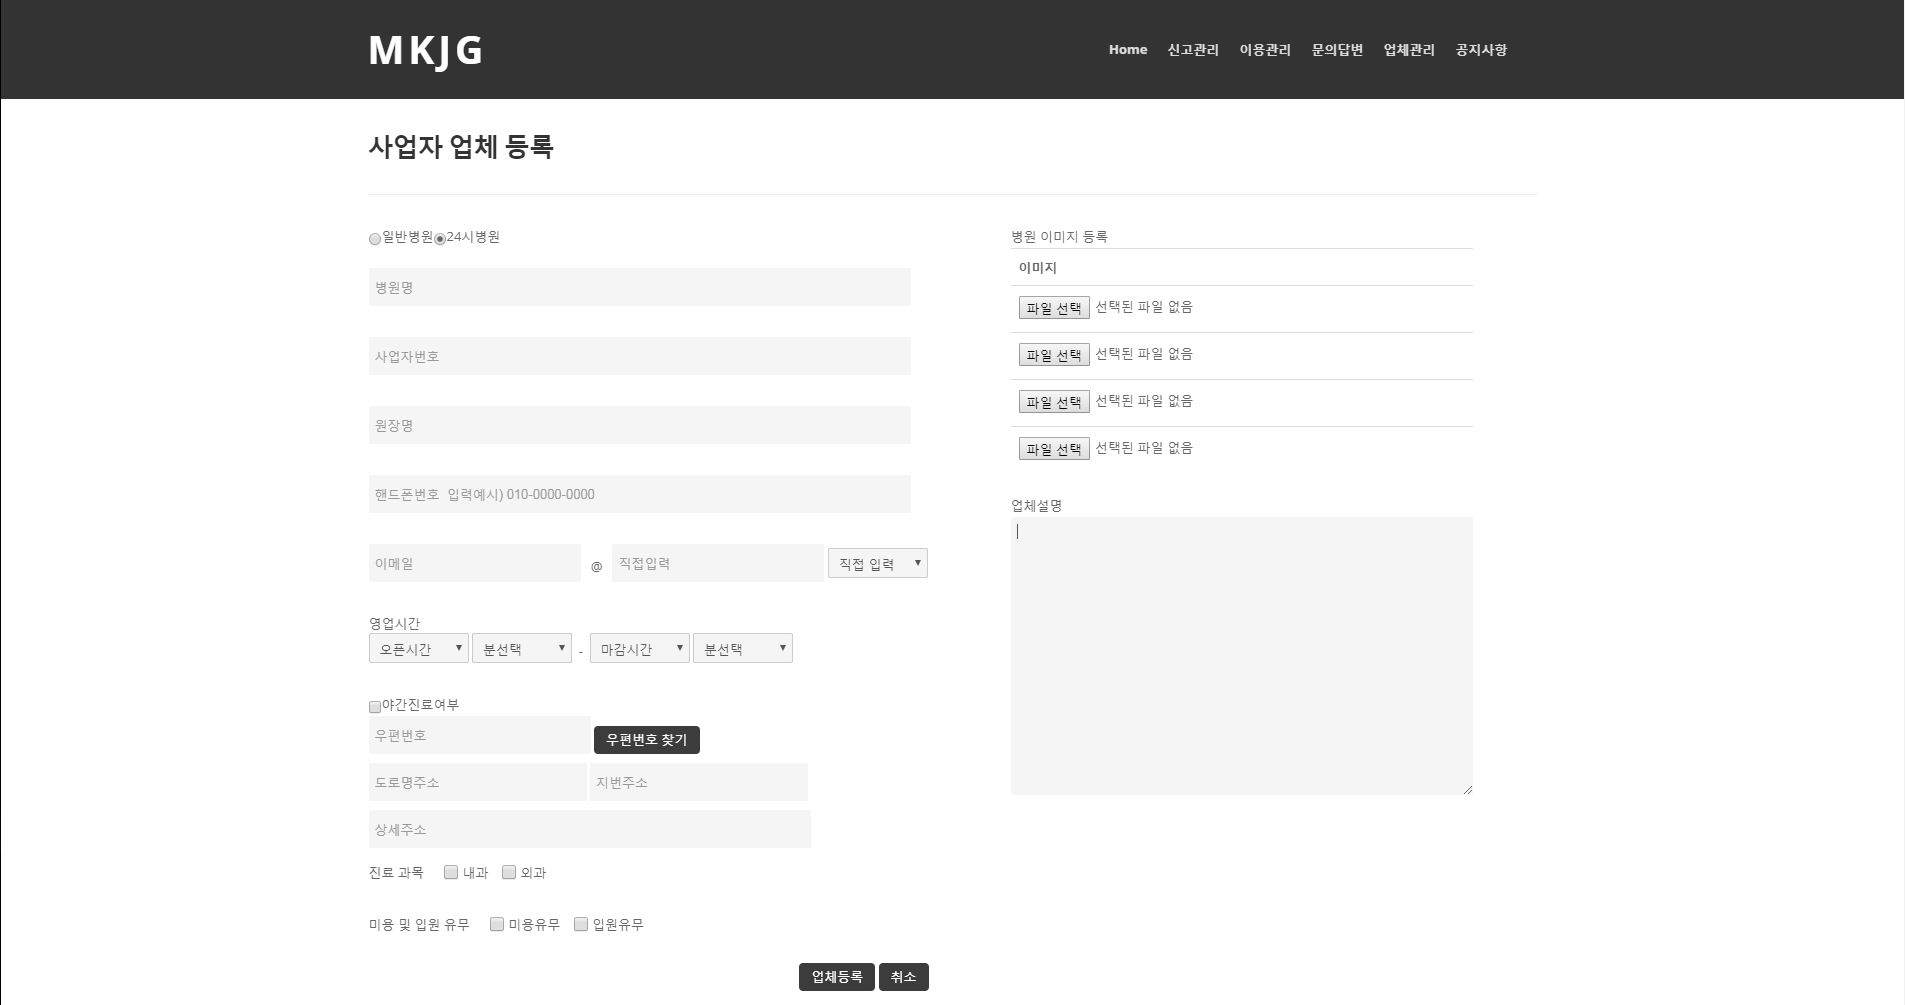 MKJG
Home 신고관리 이용관리 문의답변 업체관리 공지사항
사업자 업체 등록
일반병원 24시병원
병원명
사업자번호
원장명
핸드폰번호 입력예시) 010-0000-0000
이메일 @ 직접입력 직접 입력
영업시간
오픈시간 분선택 - 마감시간 분선택
야간진료여부
우편번호 우편번호 찾기
도로명주소 지번주소
상세주소
진료 과목 내과 외과
미용 및 입원 유무 미용유무 입원유무
업체등록 취소
병원 이미지 등록
이미지
파일 선택 선택된 파일 없음
파일 선택 선택된 파일 없음
파일 선택 선택된 파일 없음
파일 선택 선택된 파일 없음
업체설명